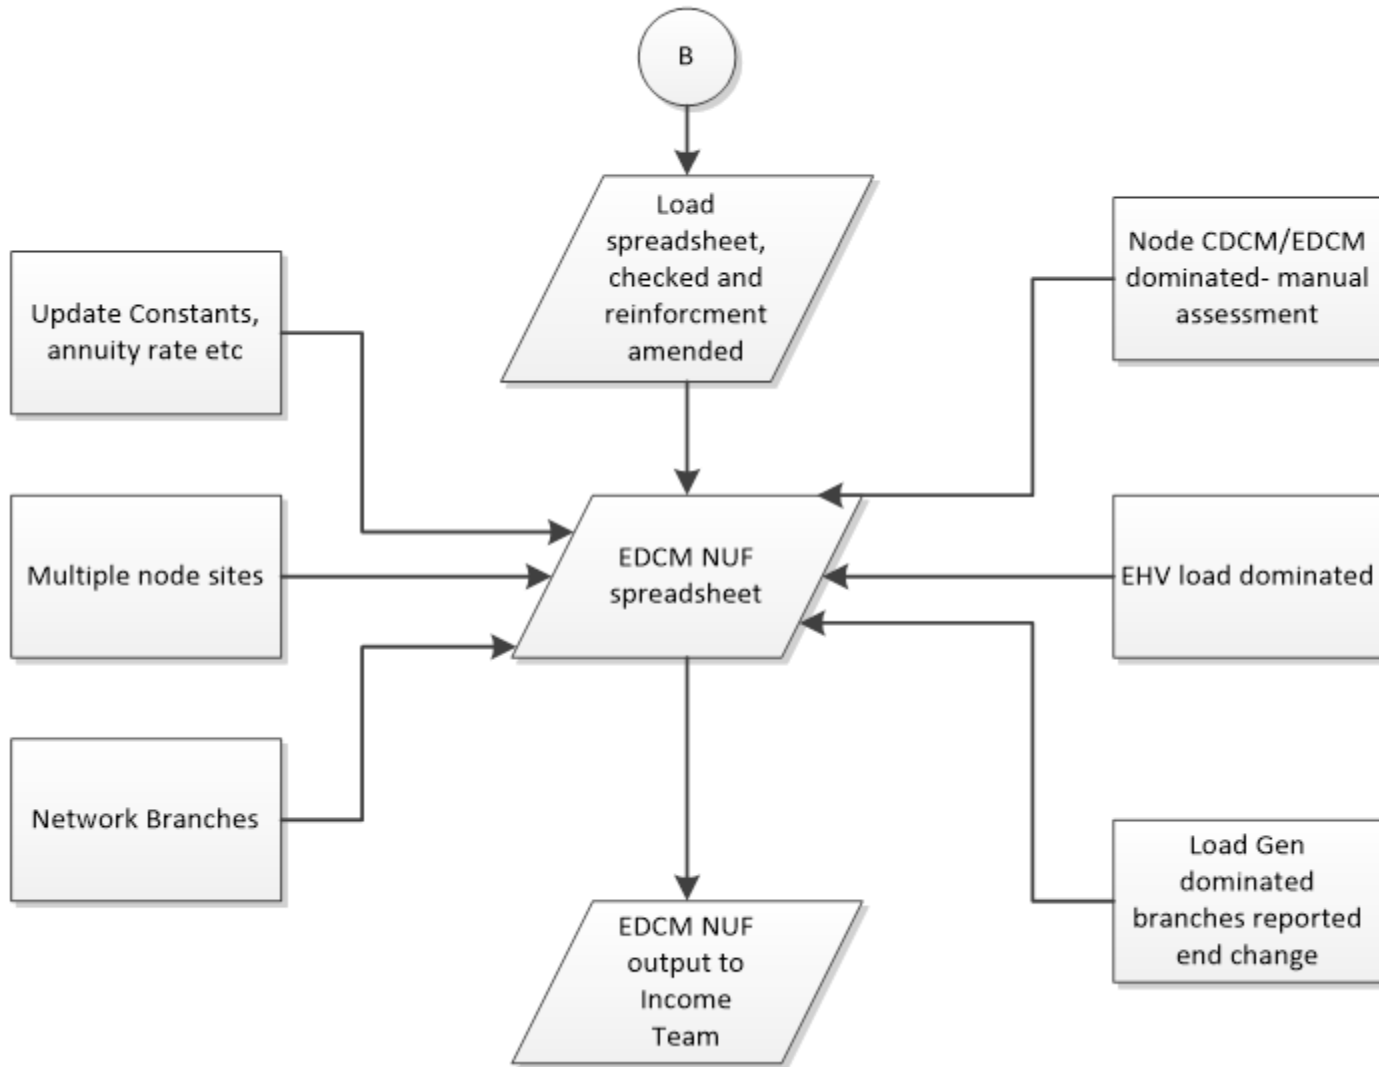 B
Load
spreadsheet,
checked and
reinforcment
amended
Node CDCM/EDCM
dominated- manual
assessment
Update Constants,
annuity rate etc
Multiple node sites
EDCM NUF
spreadsheet
EHV load dominated
Network Branches
Load Gen
dominated
branches reported
end change
EDCM NUF
output to
Income
Team